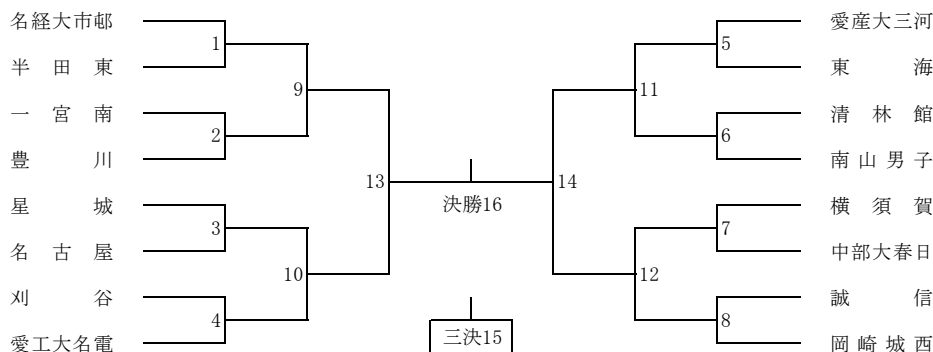 名経大市邨 愛産大三河
1 5
半田東 東海
9 11
一宮南 清林館
2 6
豊川 南山男子
13 14
星城 決勝16 横須賀
3 7
名古屋 中部大春日
10 12
刈谷 誠信
4 8
愛工大名電 三決15 岡崎城西